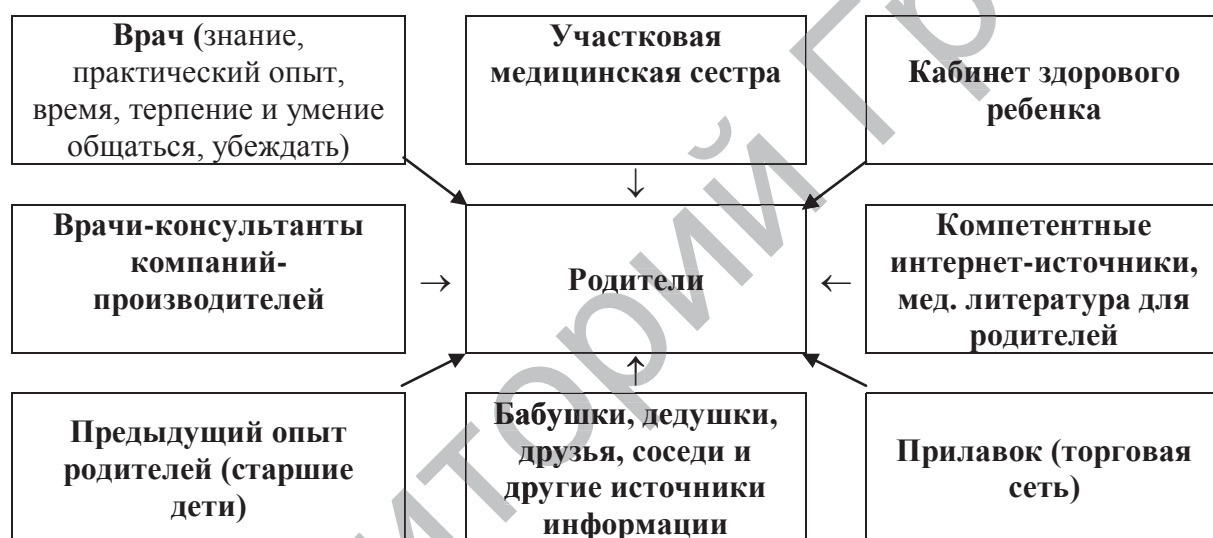 Врач (знание,
практический опыт,
время, терпение и умение
общаться, убеждать)
Участковая
медицинская сестра
Кабинет здорового
ребенка
Врачи-консультанты
компаний-
производителей
→
↓
Родители
←
Компетентные
интернет-источники,
мед. литература для
родителей
Предыдущий опыт
родителей (старшие
дети)
↑
Бабушки, дедушки,
друзья, соседи и
другие источники
информации
Прилавок (торговая
сеть)
иторий Гр